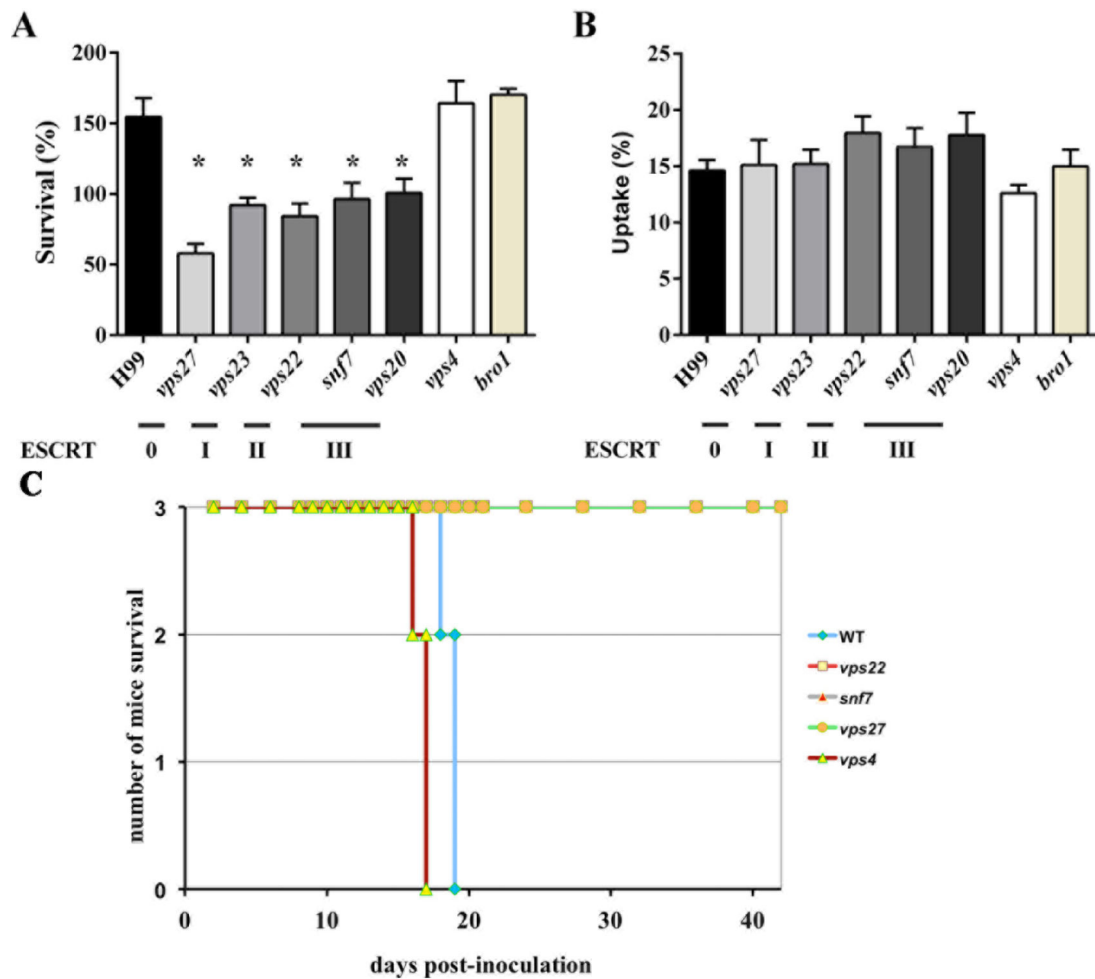 A
Survival (%)
200
150
100
50
0
* * * * *
H99 vps27 vps23 vps22 snf7 vps20 vps4 bro1
ESCRT 0 I II III
B
Uptake (%)
25
20
15
10
5
0
H99 vps27 vps23 vps22 snf7 vps20 vps4 bro1
ESCRT 0 I II III
C
number of mice survival
3
2
1
0
0 10 20 30 40
days post-inoculation
WT
vps22
snf7
vps27
vps4